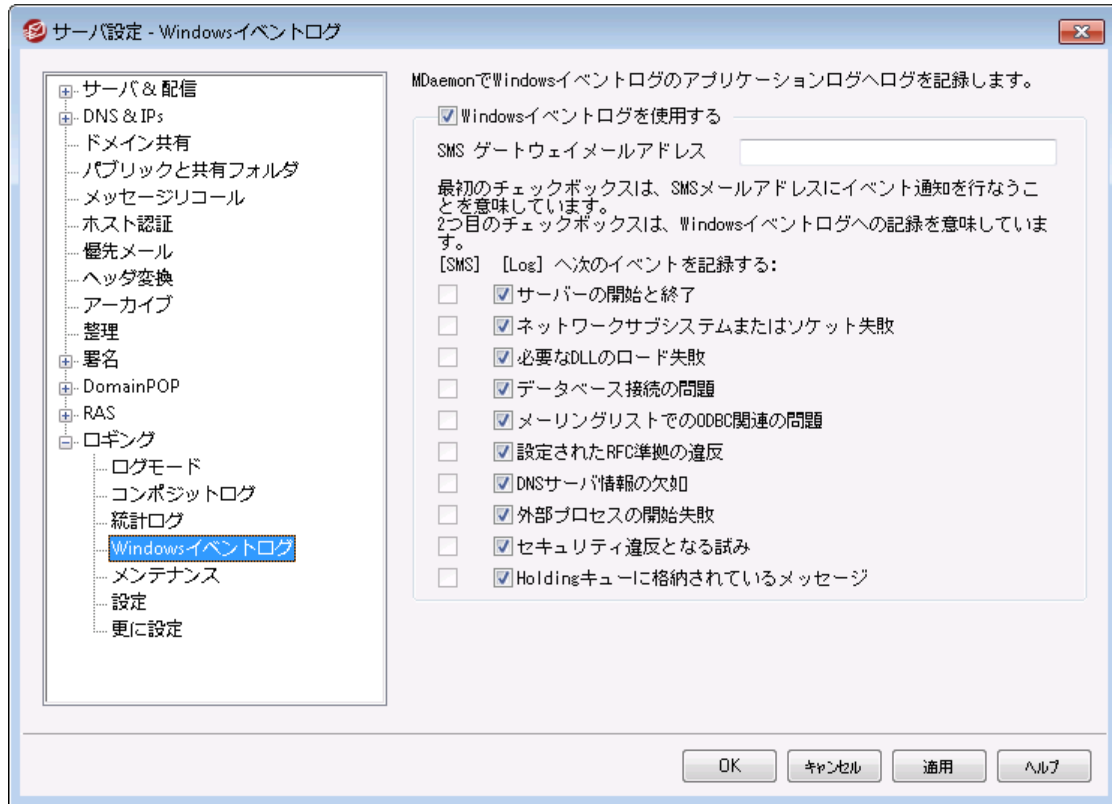 サーバ設定 - Windowsイベントログ
サーバ & 配信
DNS & IPs
ドメイン共有
パブリックと共有フォルダ
メッセージリコール
ホスト認証
優先メール
ヘッダ変換
アーカイブ
整理
署名
DomainPOP
RAS
ロギング
ログモード
コンポジットログ
統計ログ
Windowsイベントログ
メンテナンス
設定
更に設定
MDaemonでWindowsイベントログのアプリケーションログへログを記録します。
Windowsイベントログを使用する
SMS ゲートウェイメールアドレス
最初のチェックボックスは、SMSメールアドレスにイベント通知を行なうこ
とを意味しています。
2つ目のチェックボックスは、Windowsイベントログへの記録を意味していま
す。
[SMS] [Log] へ次のイベントを記録する:
サーバーの開始と終了
ネットワークサブシステムまたはソケット失敗
必要なDLLのロード失敗
データベース接続の問題
メーリングリストでのODBC関連の問題
設定されたRFC準拠の違反
DNSサーバ情報の欠如
外部プロセスの開始失敗
セキュリティ違反となる試み
Holdingキューに格納されているメッセージ
OK
キャンセル
適用
ヘルプ